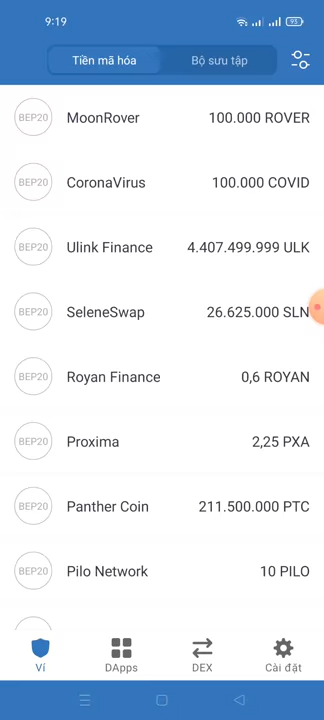 9:19
93
Tiền mã hóa
Bộ sưu tập
BEP20 MoonRover 100.000 ROVER
BEP20 CoronaVirus 100.000 COVID
BEP20 Ulink Finance 4.407.499.999 ULK
BEP20 SeleneSwap 26.625.000 SLN
BEP20 Royan Finance 0,6 ROYAN
BEP20 Proxima 2,25 PXA
BEP20 Panther Coin 211.500.000 PTC
BEP20 Pilo Network 10 PILO
Ví DApps DEX Cài đặt